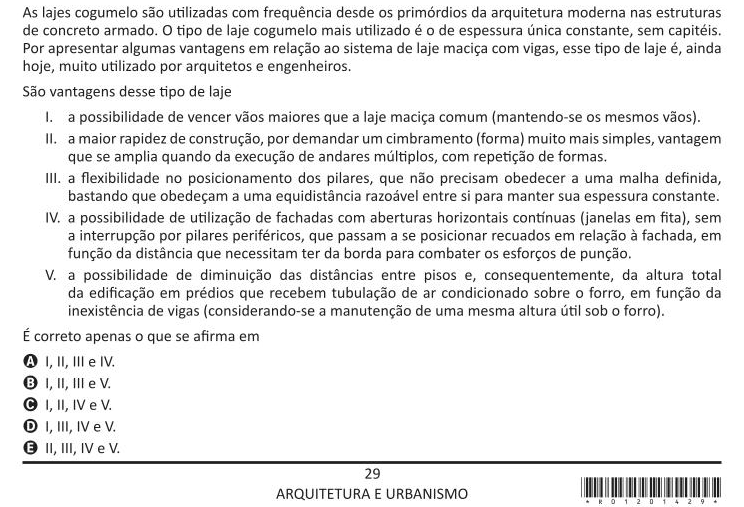 As lajes cogumelo são utilizadas com frequência desde os primórdios da arquitetura moderna nas estruturas
de concreto armado. O tipo de laje cogumelo mais utilizado é o de espessura única constante, sem capitéis.
Por apresentar algumas vantagens em relação ao sistema de laje maciça com vigas, esse tipo de laje é, ainda
hoje, muito utilizado por arquitetos e engenheiros.
São vantagens desse tipo de laje
I. a possibilidade de vencer vãos maiores que a laje maciça comum (mantendo-se os mesmos vãos).
II. a maior rapidez de construção, por demandar um cimbramento (forma) muito mais simples, vantagem
que se amplia quando da execução de andares múltiplos, com repetição de formas.
III. a flexibilidade no posicionamento dos pilares, que não precisam obedecer a uma malha definida,
bastando que obedeçam a uma equidistância razoável entre si para manter sua espessura constante.
IV. a possibilidade de utilização de fachadas com aberturas horizontais contínuas (janelas em fita), sem
a interrupção por pilares periféricos, que passam a se posicionar recuados em relação à fachada, em
função da distância que necessitam ter da borda para combater os esforços de punção.
V. a possibilidade de diminuição das distâncias entre pisos e, consequentemente, da altura total
da edificação em prédios que recebem tubulação de ar condicionado sobre o forro, em função da
inexistência de vigas (considerando-se a manutenção de uma mesma altura útil sob o forro).
É correto apenas o que se afirma em
A I, II, III e IV.
B I, II, III e V.
C I, II, IV e V.
D I, III, IV e V.
E II, III, IV e V.
29
ARQUITETURA E URBANISMO
* R 0 1 2 0 1 4 2 9 *